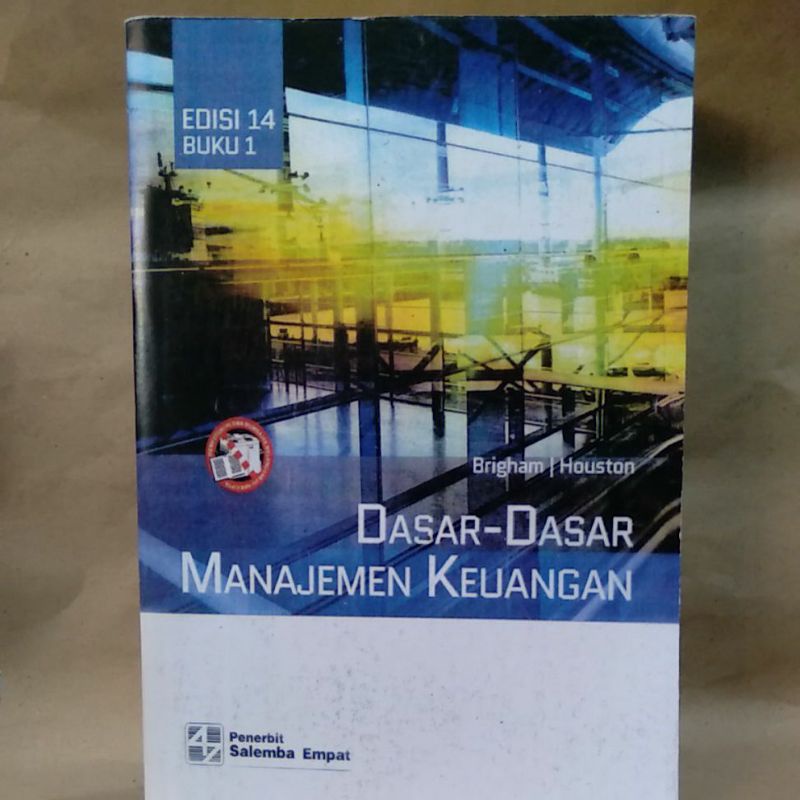 EDISI 14
BUKU 1
Brigham | Houston
DASAR-DASAR
MANAJEMEN KEUANGAN
Penerbit
Salemba Empat